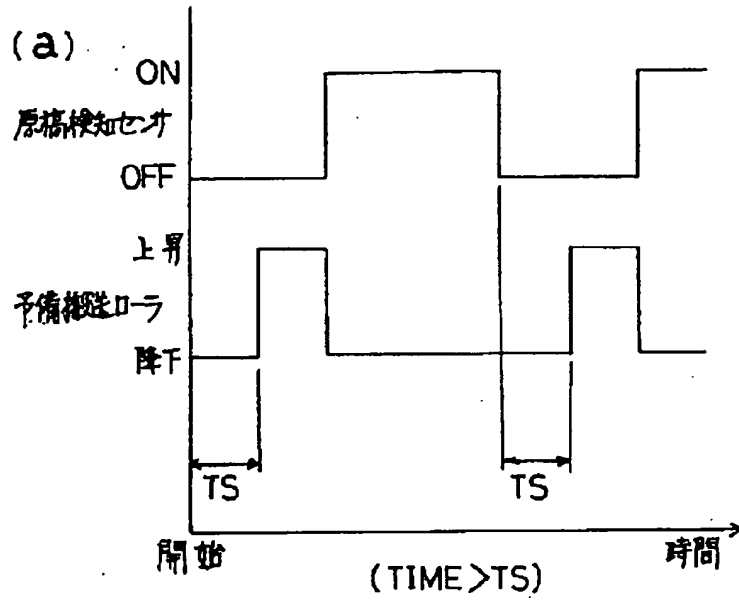 (a)
ON
原稿検知センサ
OFF
上昇
予備搬送ローラ
降下
TS
TS
開始
時間
(TIME>TS)